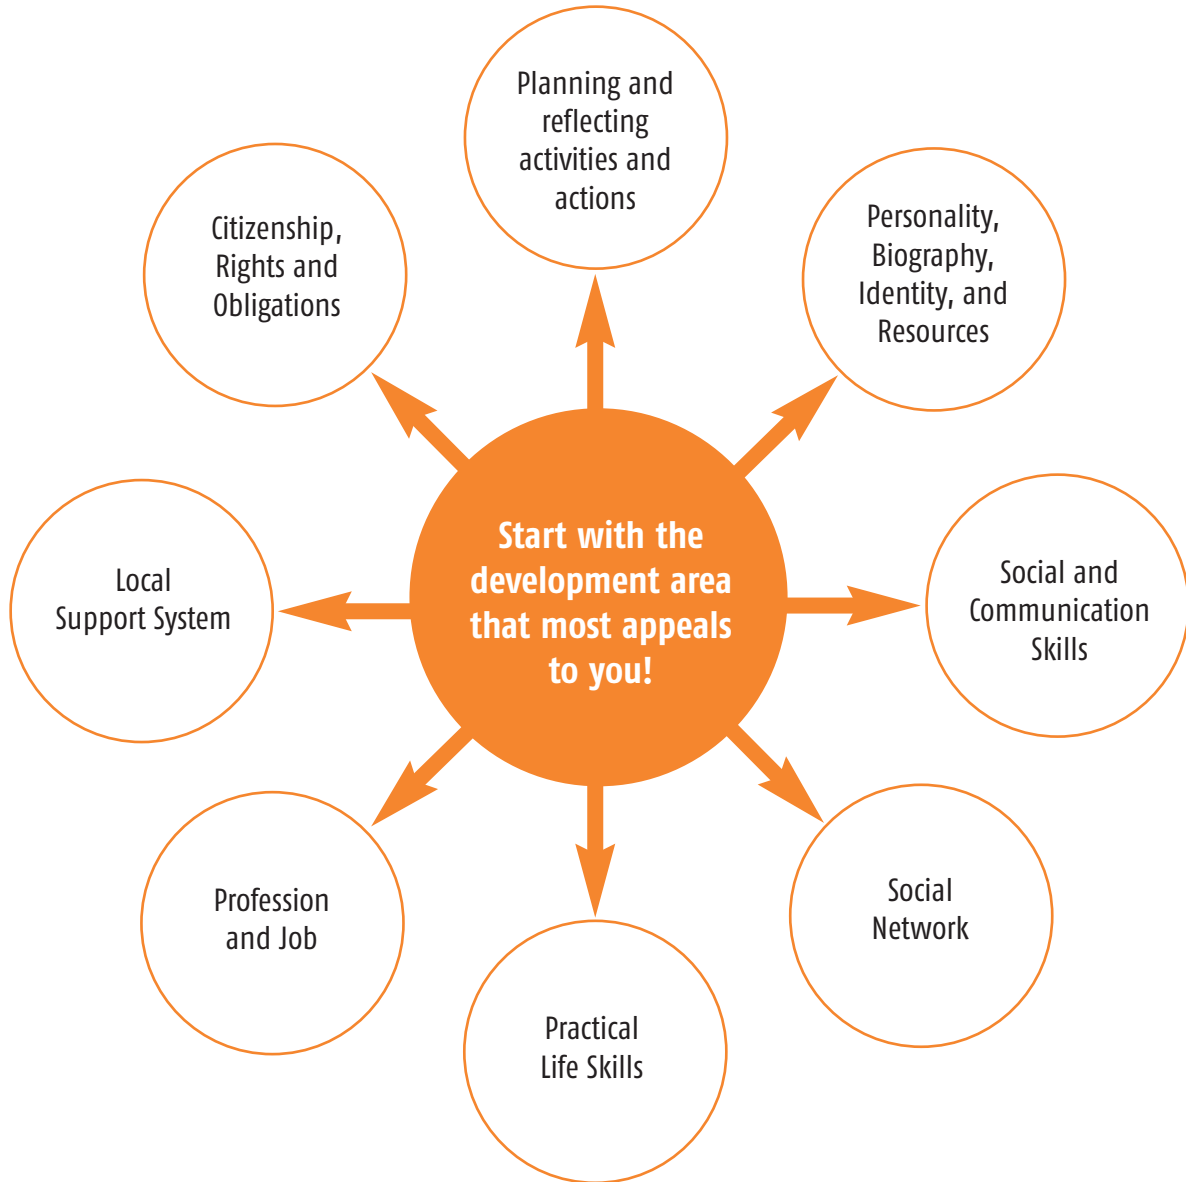 Planning and
reflecting
activities and
actions
Personality,
Biography,
Identity, and
Resources
Social and
Communication
Skills
Social
Network
Practical
Life Skills
Profession
and Job
Local
Support System
Citizenship,
Rights and
Obligations
Start with the
development area
that most appeals
to you!